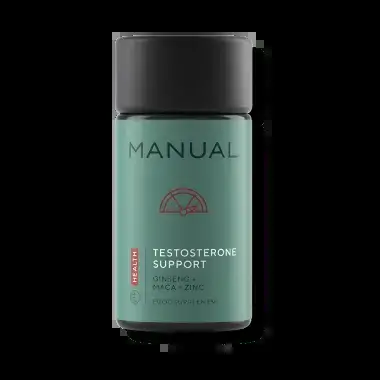 MANUAL
HEALTH
TESTOSTERONE
SUPPORT
GINSENG +
MACA + ZINC